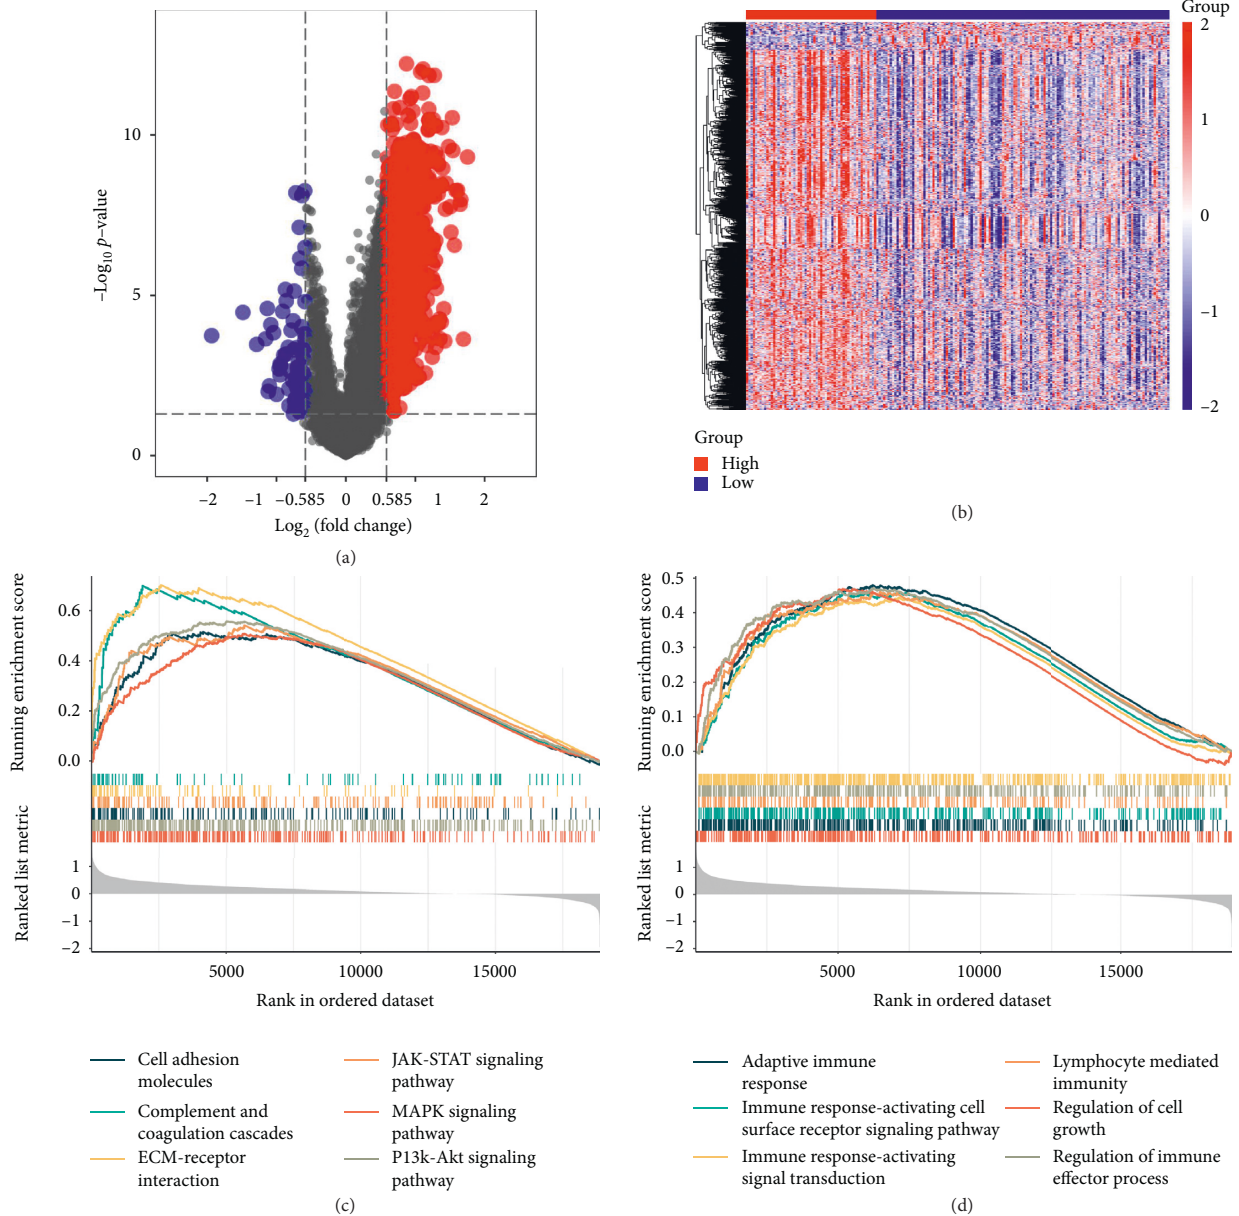 10
5
0
–Log10 p-value
–2
–1
–0.585
0
0.585
1
2
Log2 (fold change)
(a)
Group
2
1
0
–1
–2
Group
High
Low
(b)
Running enrichment score
0.6
0.4
0.2
0.0
Ranked list metric
1
0
–1
–2
5000
10000
15000
Rank in ordered dataset
Cell adhesion
molecules
Complement and
coagulation cascades
ECM-receptor
interaction
JAK-STAT signaling
pathway
MAPK signaling
pathway
P13k-Akt signaling
pathway
(c)
Running enrichment score
0.5
0.4
0.3
0.2
0.1
0.0
Ranked list metric
1
0
–1
–2
5000
10000
15000
Rank in ordered dataset
Adaptive immune
response
Immune response-activating cell
surface receptor signaling pathway
Immune response-activating
signal transduction
Lymphocyte mediated
immunity
Regulation of cell
growth
Regulation of immune
effector process
(d)